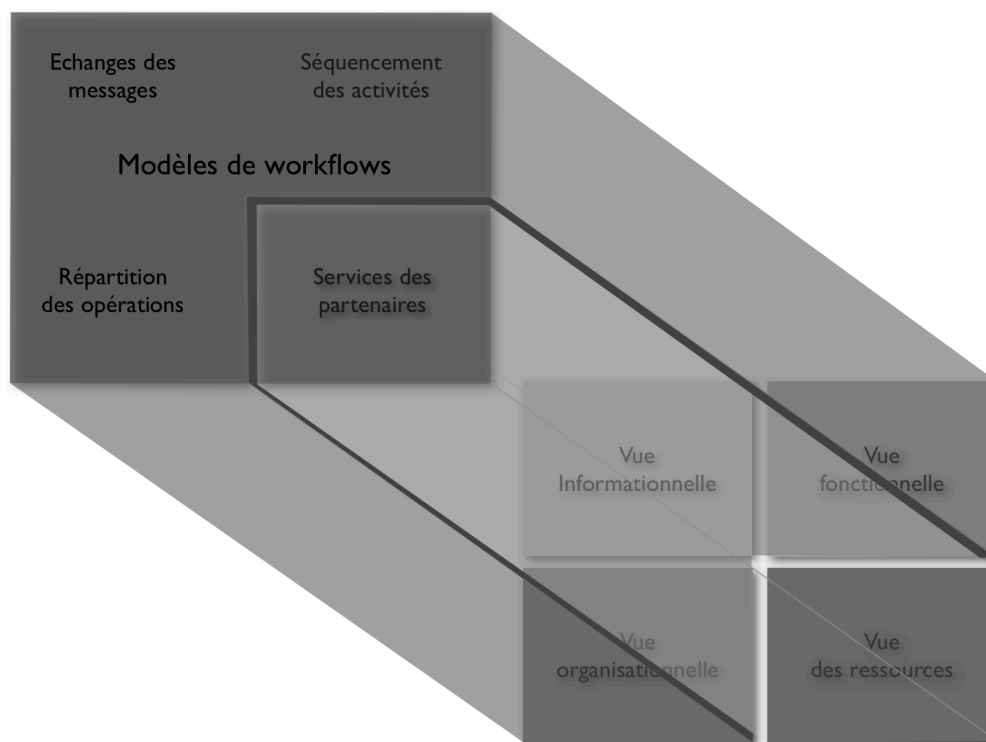 Echanges des
messages
Séquencement
des activités
Modèles de workflows
Répartition
des opérations
Services des
partenaires
Vue
Informationnelle
Vue
fonctionnelle
Vue
organisationnelle
Vue
des ressources